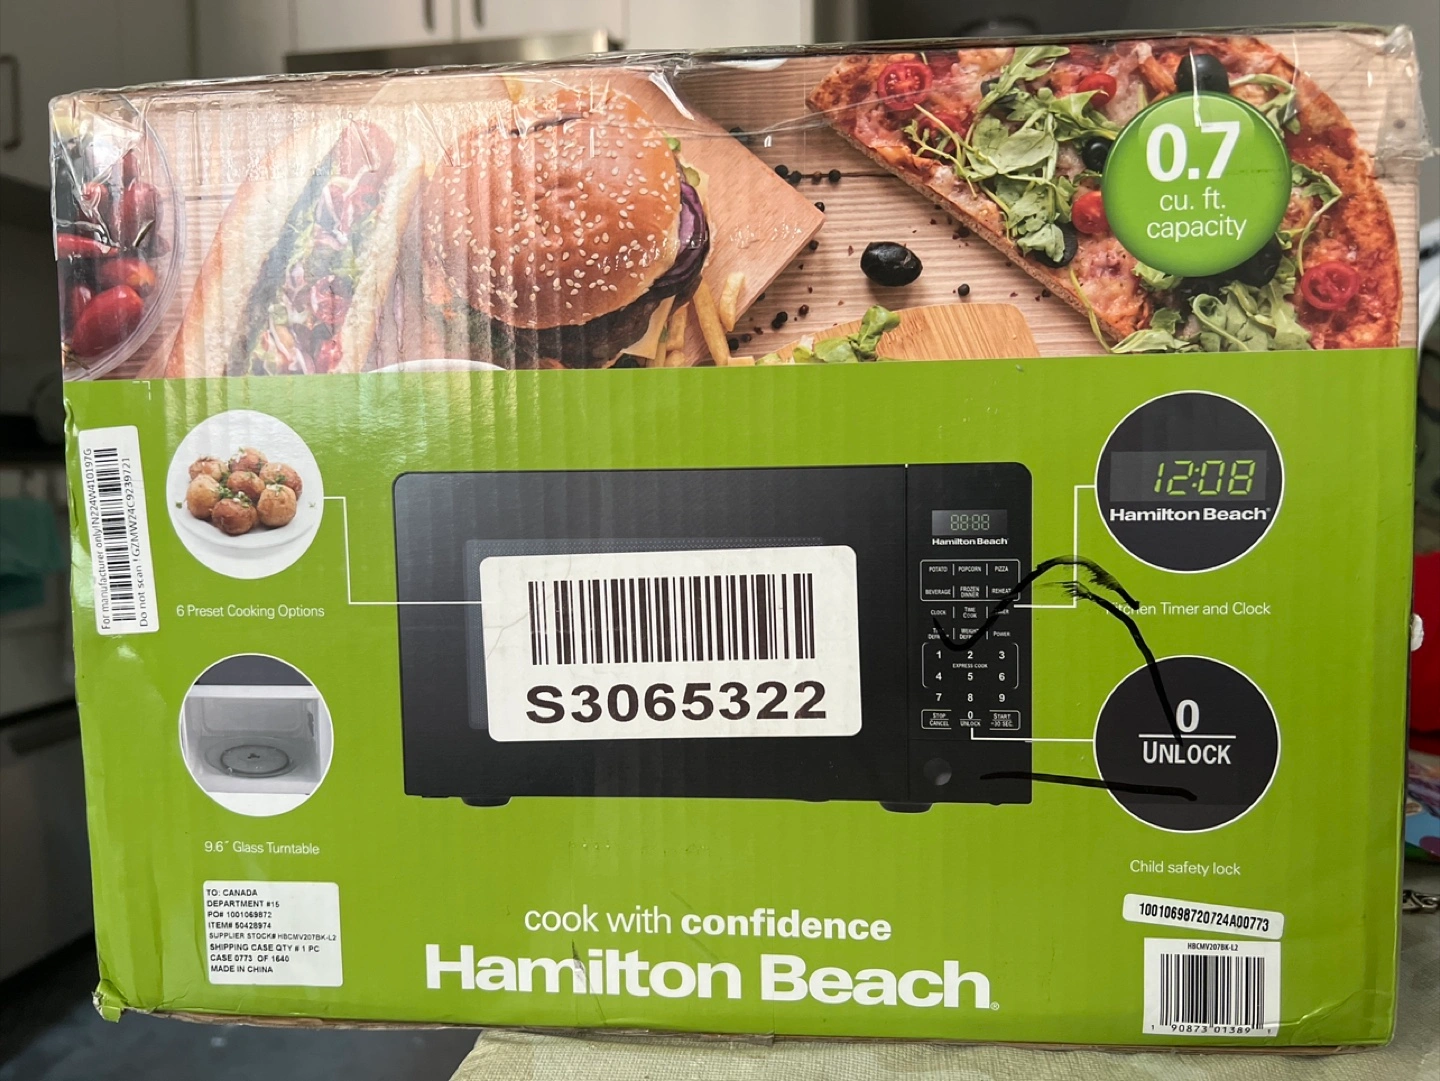 0.7
cu. ft.
capacity
For manufacturer only!N224W410197G
Do not scan !GZMW24C9239721
6 Preset Cooking Options
12:08
Hamilton Beach
Kitchen Timer and Clock
88:88
Hamilton Beach
POTATO POPCORN PIZZA
BEVERAGE FROZEN DINNER REHEAT
CLOCK TIME COOK
POWER
1 2 3
EXPRESS COOK
4 5 6
7 8 9
STOP CANCEL 0 UNLOCK START +30 SEC.
S3065322
9.6" Glass Turntable
0
UNLOCK
Child safety lock
TO: CANADA
DEPARTMENT #15
PO# 1001069872
ITEM# 50428974
SUPPLIER STOCK# HBCMV207BK-L2
SHIPPING CASE QTY # 1 PC
CASE 0773 OF 1640
MADE IN CHINA
cook with confidence
Hamilton Beach®
10010698720724A00773
HBCMV207BK-L2
1 90873 01389 1